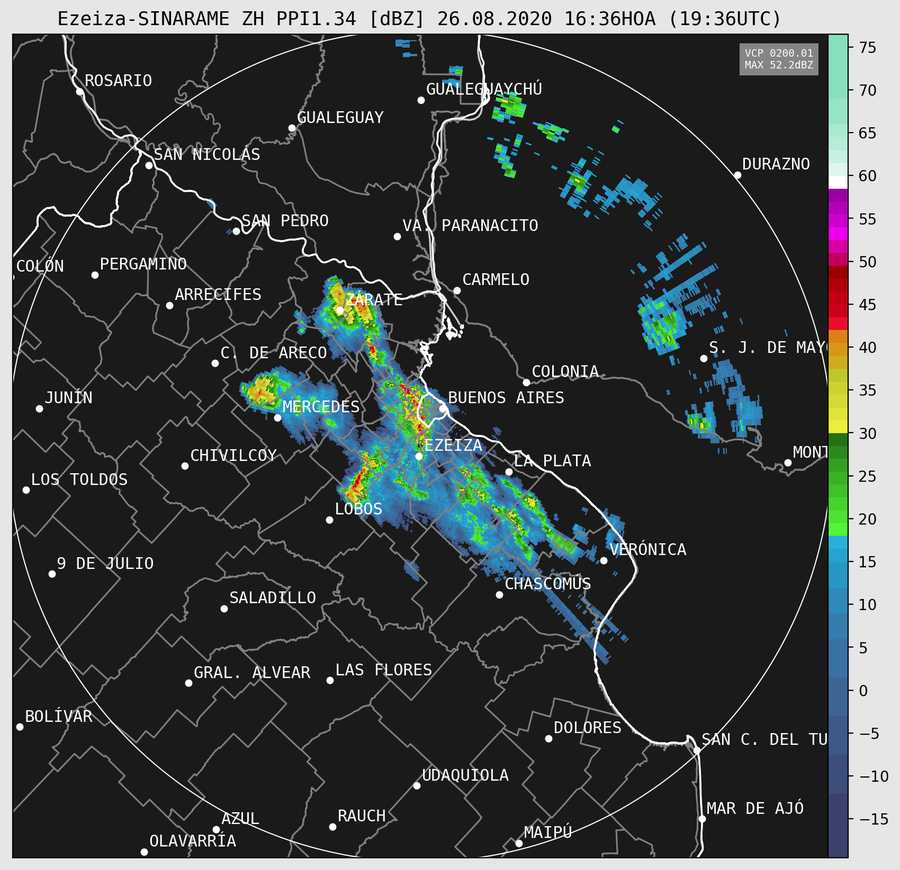 Ezeiza-SINARAME ZH PPI1.34 [dBZ] 26.08.2020 16:36HOA (19:36UTC)
VCP 0200.01
MAX 52.2dBZ
75
70
65
60
55
50
45
40
35
30
25
20
15
10
5
0
−5
−10
−15
ROSARIO
GUALEGUAYCHÚ
GUALEGUAY
SAN NICOLÁS
DURAZNO
SAN PEDRO
VA. PARANACITO
COLÓN
PERGAMINO
CARMELO
ARRECIFES
ZÁRATE
C. DE ARECO
S. J. DE MAY
COLONIA
JUNÍN
MERCEDES
BUENOS AIRES
EZEIZA
CHIVILCOY
LA PLATA
MONT
LOS TOLDOS
LOBOS
VERÓNICA
9 DE JULIO
CHASCOMÚS
SALADILLO
GRAL. ALVEAR
LAS FLORES
BOLÍVAR
DOLORES
SAN C. DEL TU
UDAQUIOLA
MAR DE AJÓ
AZUL
RAUCH
OLAVARRÍA
MAIPÚ